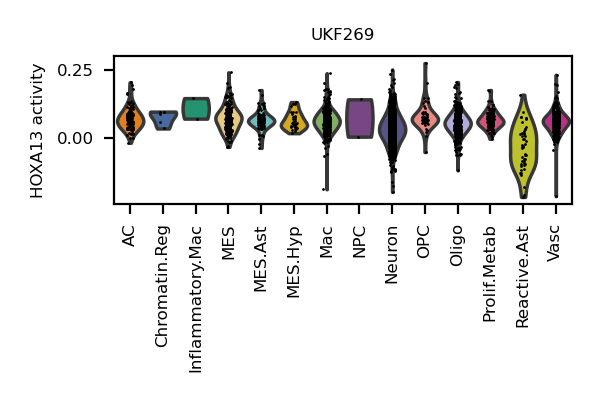 UKF269
HOXA13 activity
0.25
0.00
AC
Chromatin.Reg
Inflammatory.Mac
MES
MES.Ast
MES.Hyp
Mac
NPC
Neuron
OPC
Oligo
Prolif.Metab
Reactive.Ast
Vasc